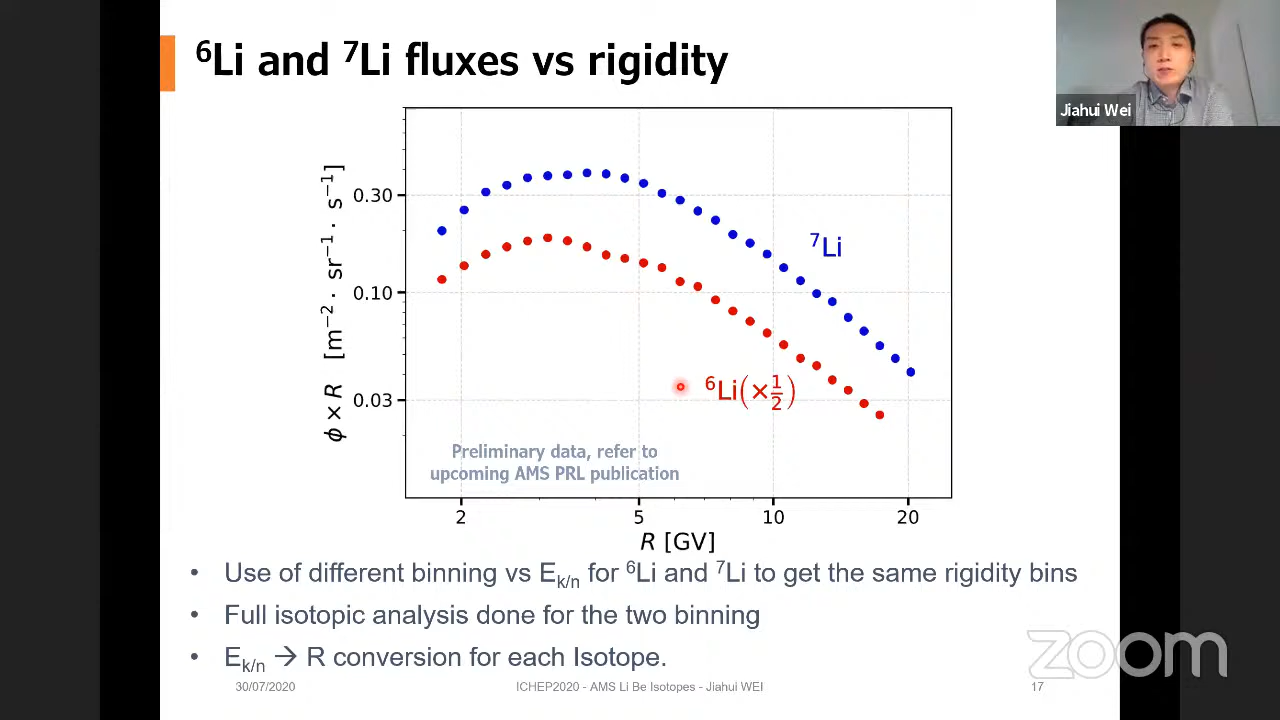 ⁶Li and ⁷Li fluxes vs rigidity
Jiahui Wei
0.30
0.10
0.03
ϕ × R [m⁻² · sr⁻¹ · s⁻¹]
⁷Li
⁶Li(×1/2)
Preliminary data, refer to
upcoming AMS PRL publication
2 5 10 20
R [GV]
• Use of different binning vs Eₖ/ₙ for ⁶Li and ⁷Li to get the same rigidity bins
• Full isotopic analysis done for the two binning
• Eₖ/ₙ → R conversion for each Isotope.
30/07/2020 ICHEP2020 - AMS Li Be Isotopes - Jiahui WEI 17
zoom